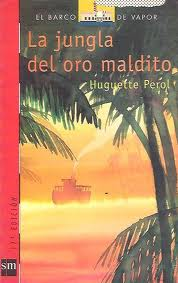 EL BARCO DE VAPOR
La jungla
del oro maldito
Huguette Perol
sm